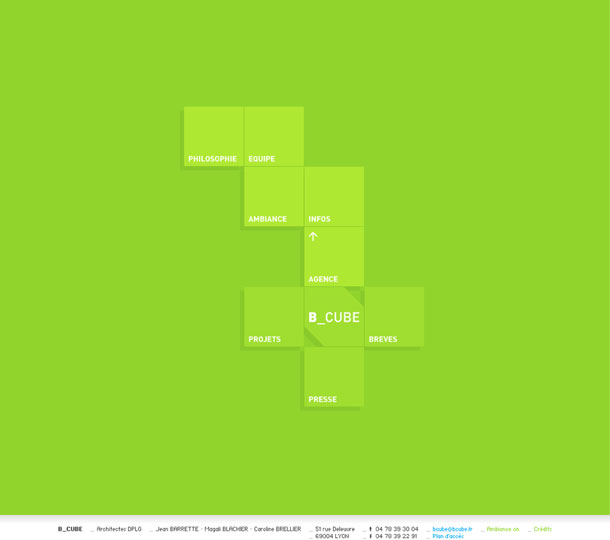 PHILOSOPHIE EQUIPE
AMBIANCE INFOS
AGENCE
B_CUBE
PROJETS BREVES
PRESSE
B_CUBE _ Architectes DPLG _ Jean BARRETTE - Magali BLACHIER - Caroline BRELLIER _ 51 rue Deleuvre _ t 04 78 39 30 04 _ bcube@bcube.fr _ Ambiance on _ Crédits
_ 69004 LYON _ f 04 78 39 22 91 _ Plan d'accès